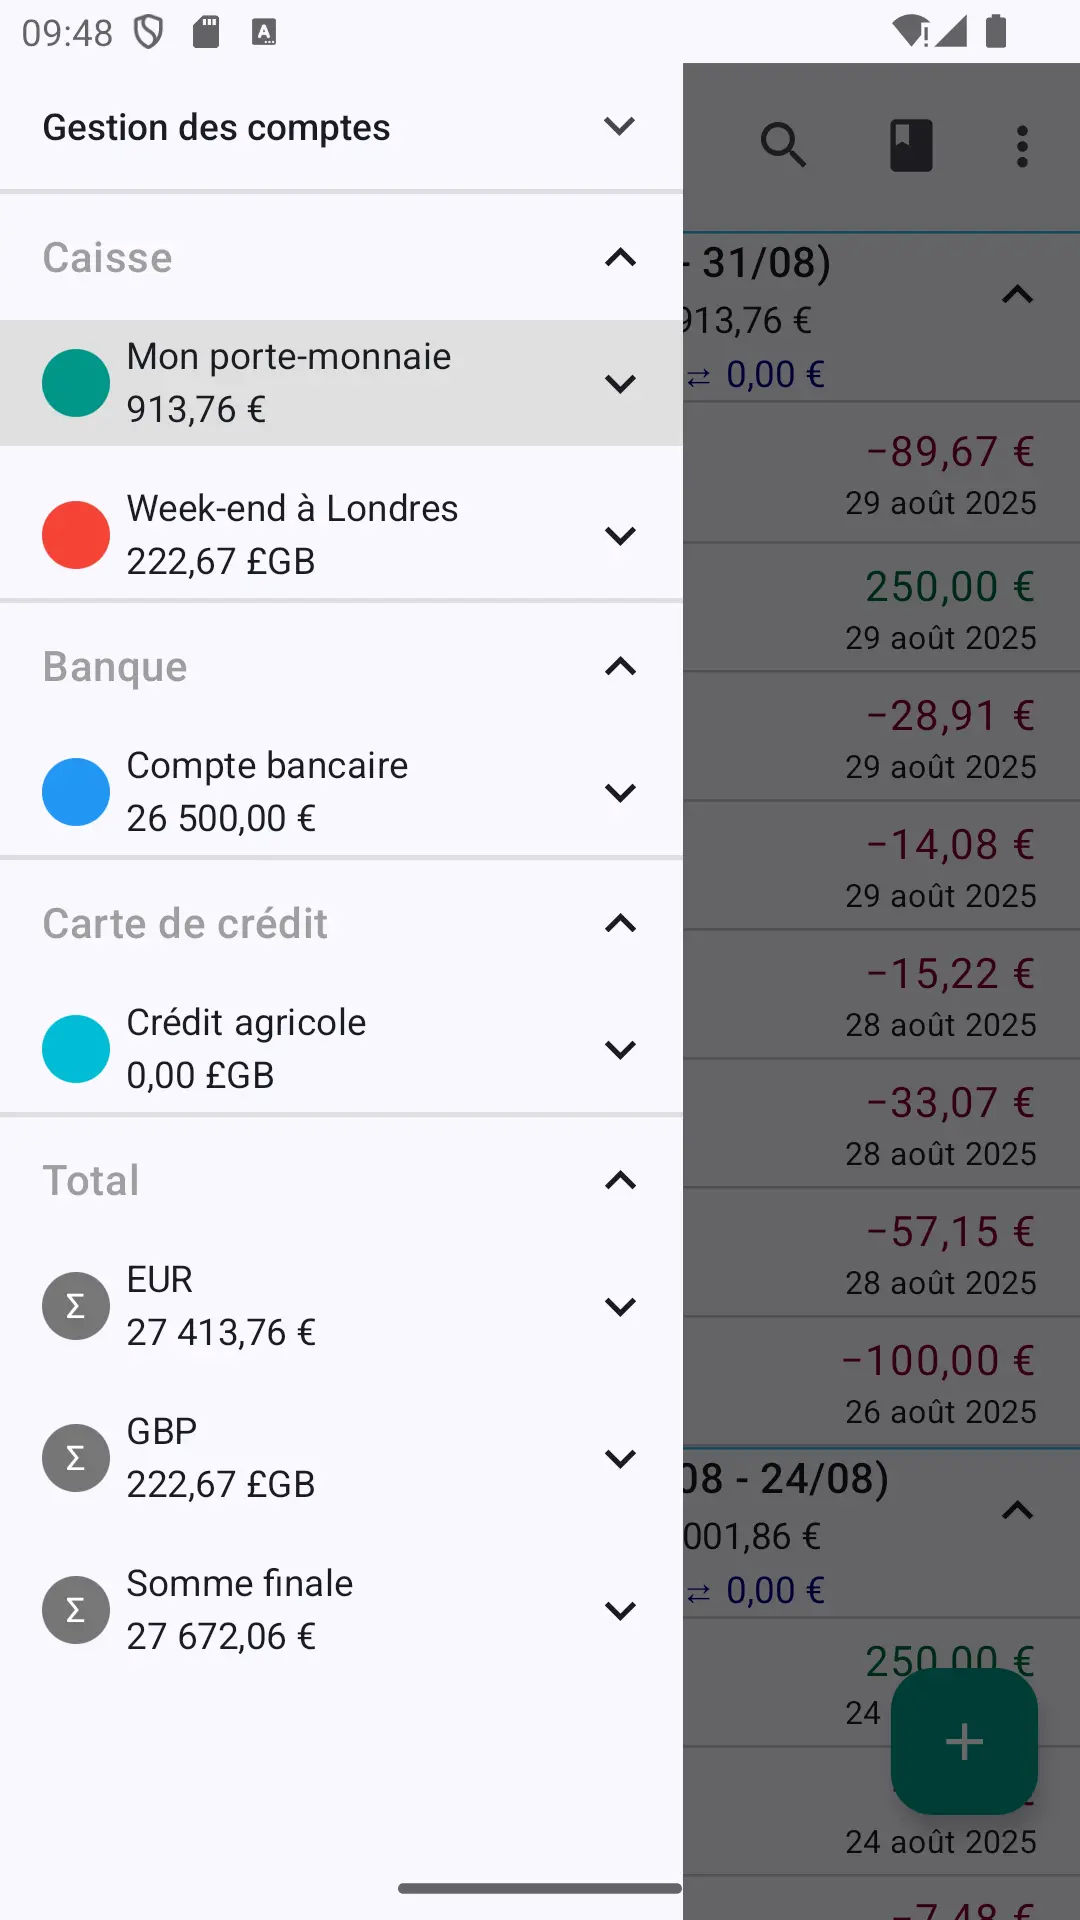 09:48
Gestion des comptes
Caisse
Mon porte-monnaie
913,76 €
Week-end à Londres
222,67 £GB
Banque
Compte bancaire
26 500,00 €
Carte de crédit
Crédit agricole
0,00 £GB
Total
Σ EUR
27 413,76 €
Σ GBP
222,67 £GB
Σ Somme finale
27 672,06 €
- 31/08)
913,76 €
⇄ 0,00 €
−89,67 €
29 août 2025
250,00 €
29 août 2025
−28,91 €
29 août 2025
−14,08 €
29 août 2025
−15,22 €
28 août 2025
−33,07 €
28 août 2025
−57,15 €
28 août 2025
−100,00 €
26 août 2025
08 - 24/08)
001,86 €
⇄ 0,00 €
250,00 €
24
24 août 2025
−7,48 €